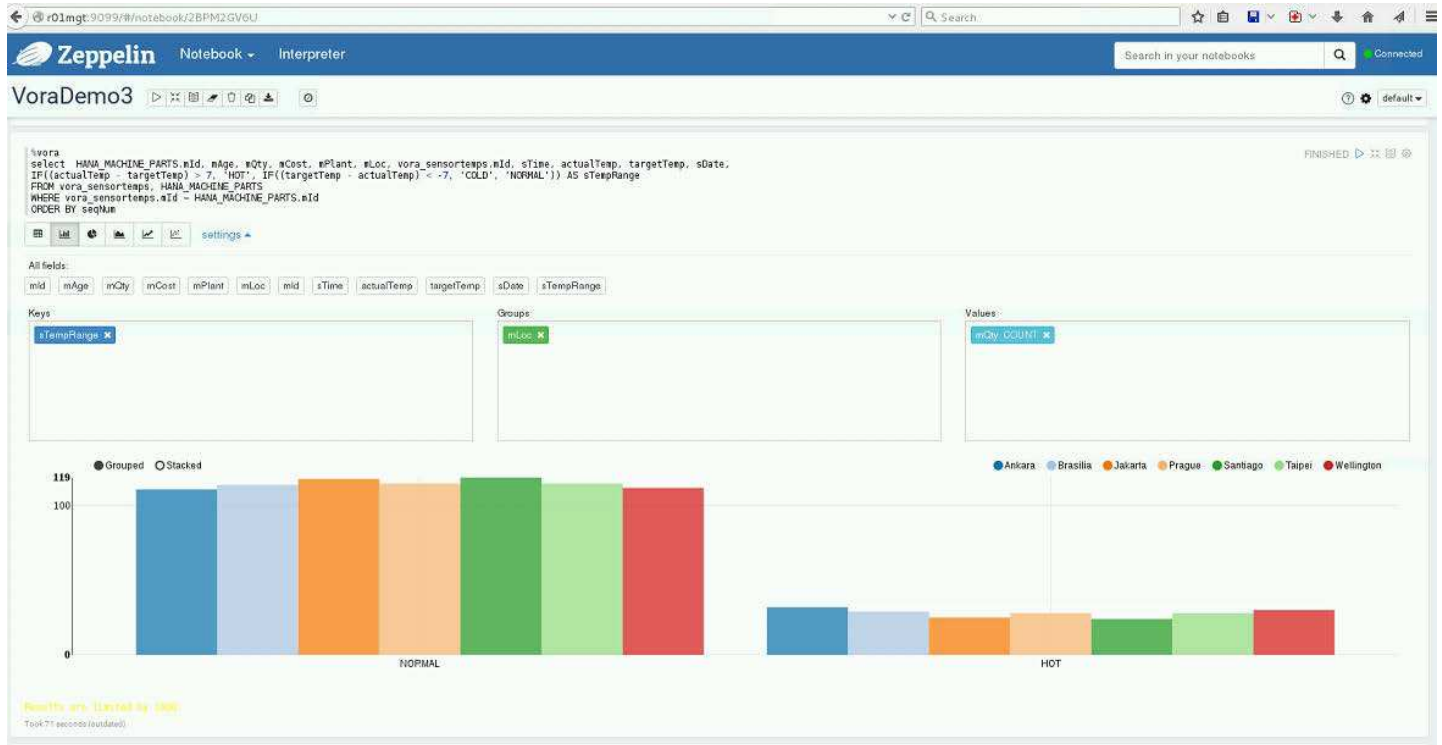 r01mgt:9099/#/notebook/2BPM2GV6U
Search
Zeppelin Notebook Interpreter
Search in your notebooks
Connected
VoraDemo3
default
%vora
select HANA_MACHINE_PARTS.mId, mAge, mQty, mCost, mPlant, mLoc, vora_sensortemps.mId, sTime, actualTemp, targetTemp, sDate,
IF((actualTemp - targetTemp) > 7, 'HOT', IF((targetTemp - actualTemp) < -7, 'COLD', 'NORMAL')) AS sTempRange
FROM vora_sensortemps, HANA_MACHINE_PARTS
WHERE vora_sensortemps.mId = HANA_MACHINE_PARTS.mId
ORDER BY seqNum
FINISHED
settings
All fields:
mId mAge mQty mCost mPlant mLoc mId sTime actualTemp targetTemp sDate sTempRange
Keys Groups Values
sTempRange mLoc mQty COUNT
Grouped Stacked
Ankara Brasilia Jakarta Prague Santiago Taipei Wellington
119
100
0
NORMAL HOT
Results are limited by 1000.
Took 71 seconds (outdated)